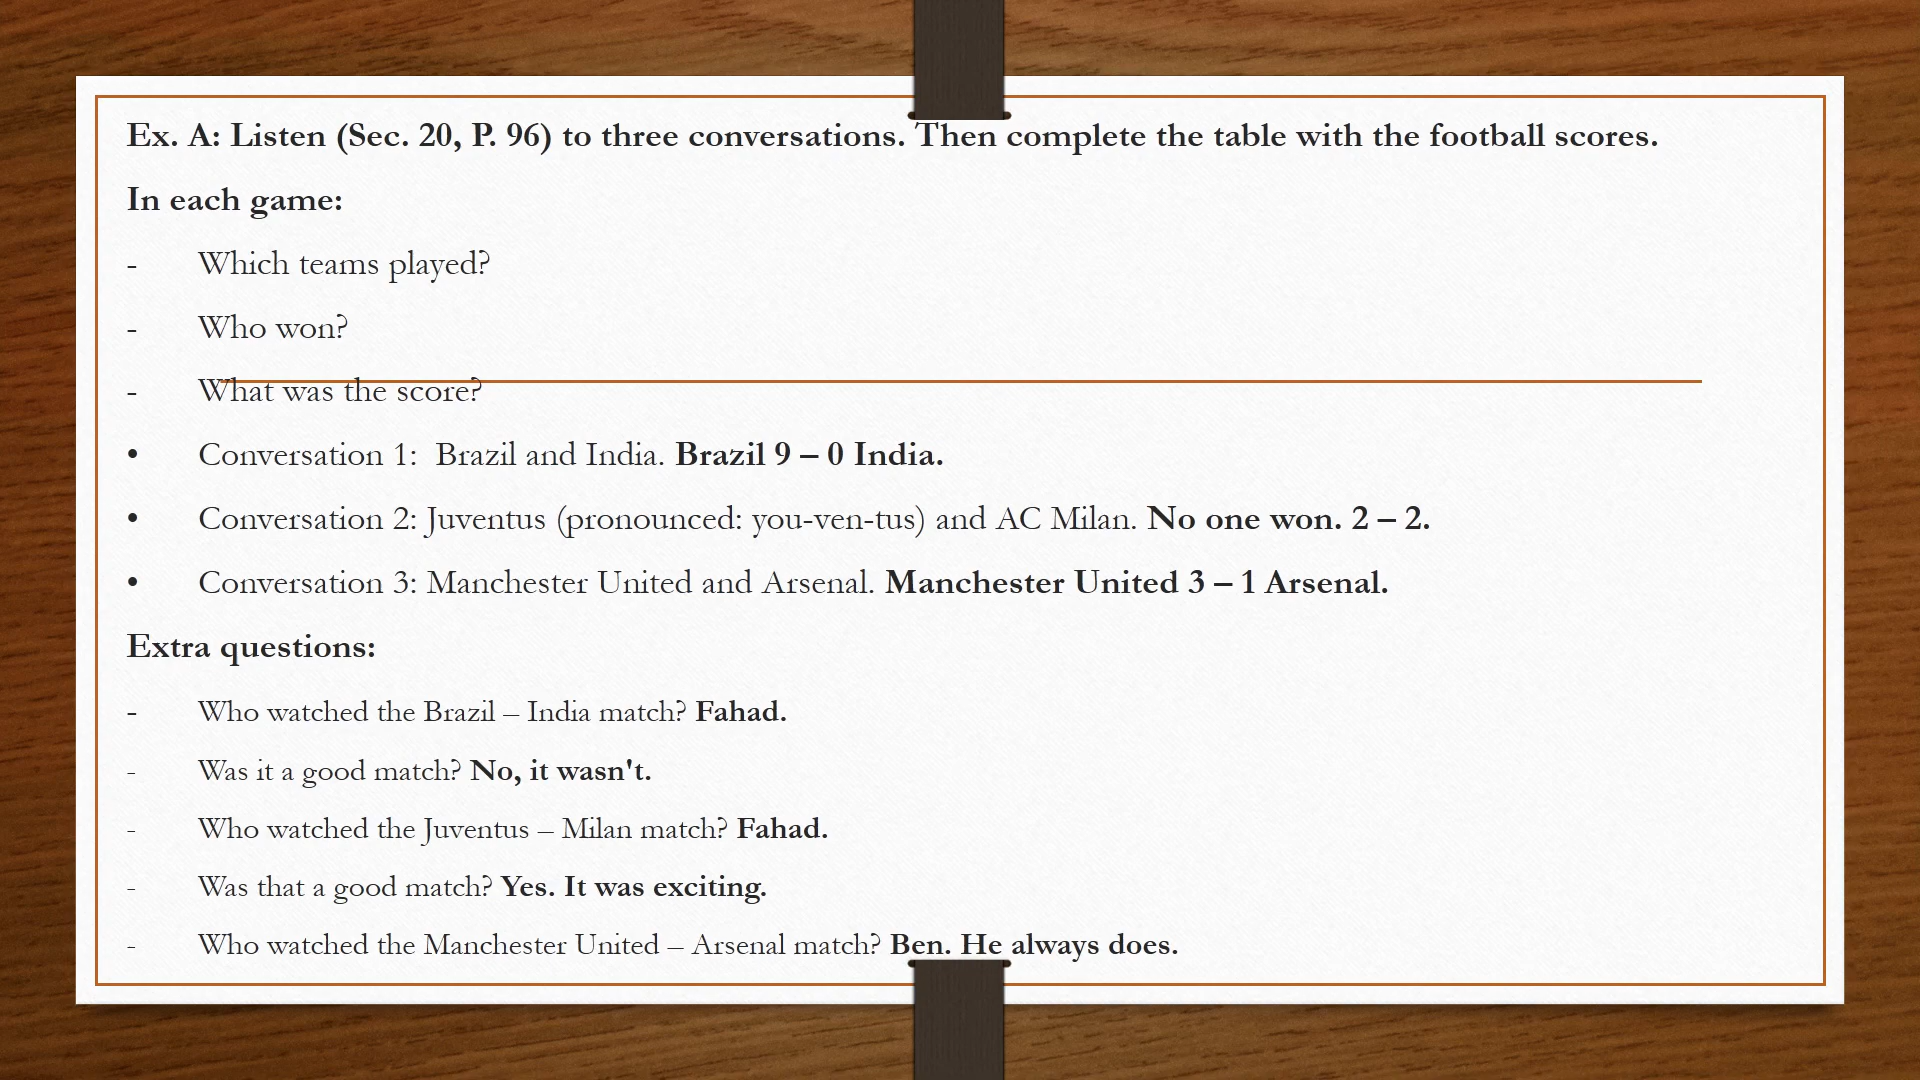 Ex. A: Listen (Sec. 20, P. 96) to three conversations. Then complete the table with the football scores.
In each game:
- Which teams played?
- Who won?
- What was the score?
• Conversation 1:  Brazil and India. Brazil 9 – 0 India.
• Conversation 2: Juventus (pronounced: you-ven-tus) and AC Milan. No one won. 2 – 2.
• Conversation 3: Manchester United and Arsenal. Manchester United 3 – 1 Arsenal.
Extra questions:
- Who watched the Brazil – India match? Fahad.
- Was it a good match? No, it wasn't.
- Who watched the Juventus – Milan match? Fahad.
- Was that a good match? Yes. It was exciting.
- Who watched the Manchester United – Arsenal match? Ben. He always does.